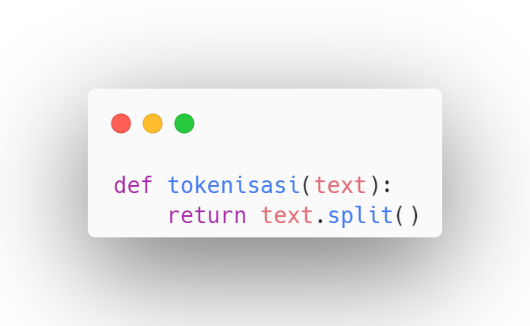 def tokenisasi(text):
    return text.split()